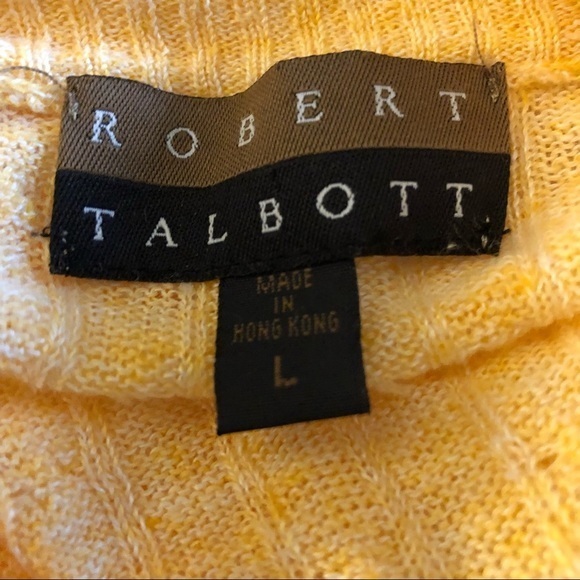 ROBERT
TALBOTT
MADE
IN
HONG KONG
L